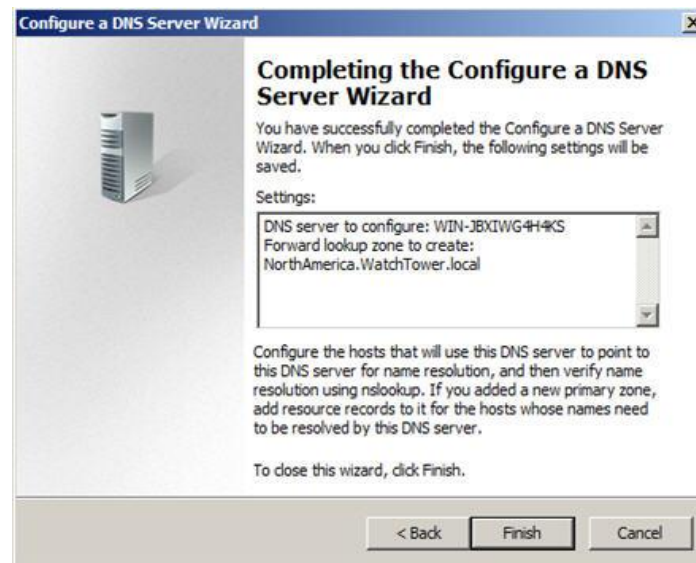 Configure a DNS Server Wizard
Completing the Configure a DNS
Server Wizard
You have successfully completed the Configure a DNS Server
Wizard. When you click Finish, the following settings will be
saved.
Settings:
DNS server to configure: WIN-JBXIWG4H4KS
Forward lookup zone to create:
NorthAmerica.WatchTower.local
Configure the hosts that will use this DNS server to point to
this DNS server for name resolution, and then verify name
resolution using nslookup. If you added a new primary zone,
add resource records to it for the hosts whose names need
to be resolved by this DNS server.
To close this wizard, click Finish.
< Back Finish Cancel